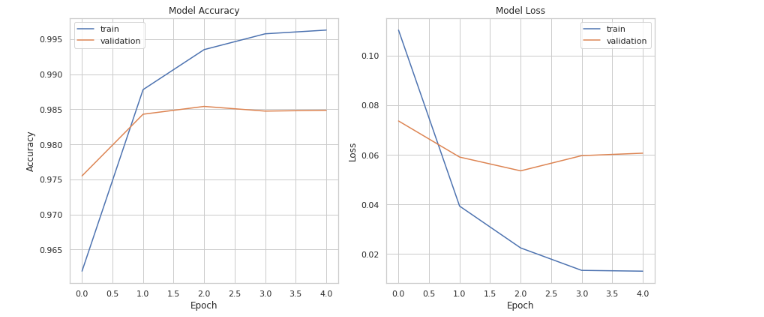 Model Accuracy
train
validation
0.995
0.990
0.985
0.980
0.975
0.970
0.965
Accuracy
0.0 0.5 1.0 1.5 2.0 2.5 3.0 3.5 4.0
Epoch
Model Loss
train
validation
0.10
0.08
0.06
0.04
0.02
Loss
0.0 0.5 1.0 1.5 2.0 2.5 3.0 3.5 4.0
Epoch